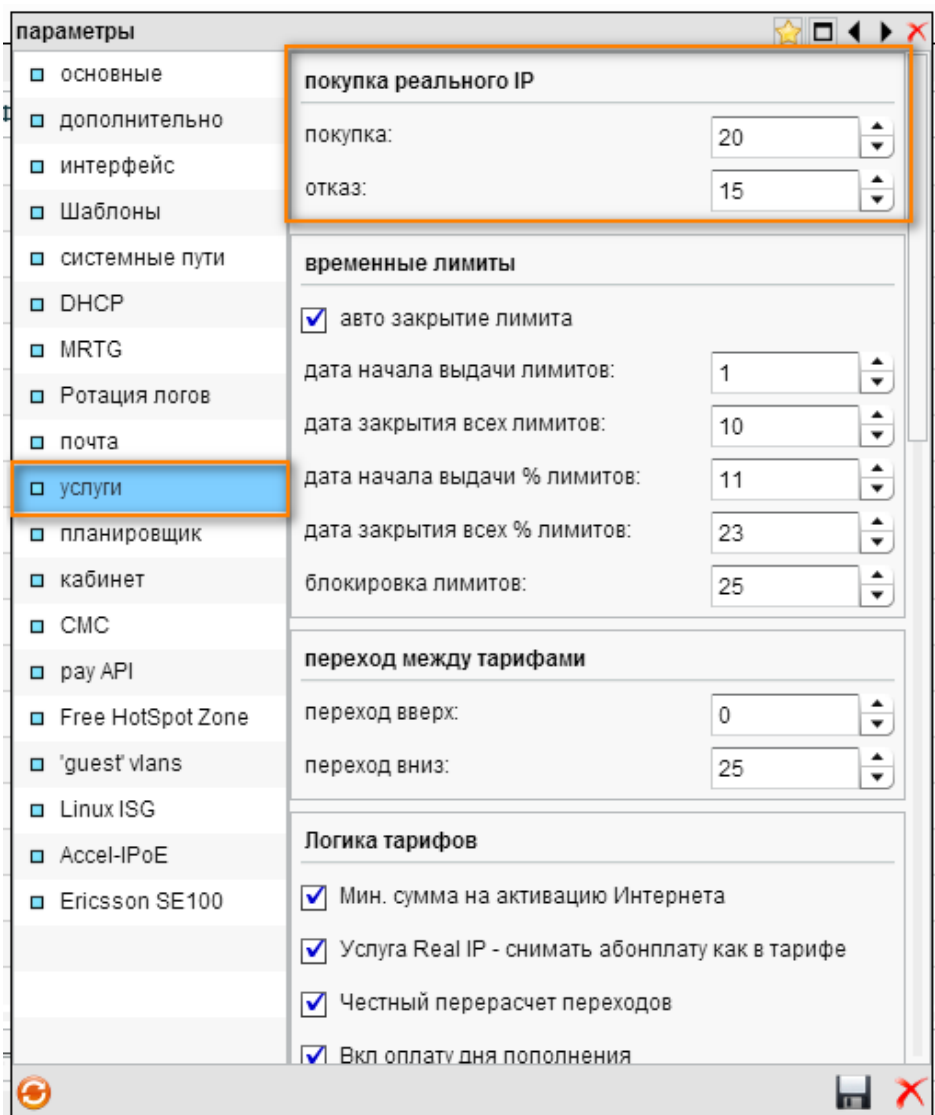 параметры
основные
дополнительно
интерфейс
Шаблоны
системные пути
DHCP
MRTG
Ротация логов
почта
услуги
планировщик
кабинет
СМС
pay API
Free HotSpot Zone
'guest' vlans
Linux ISG
Accel-IPoE
Ericsson SE100
покупка реального IP
покупка: 20
отказ: 15
временные лимиты
авто закрытие лимита
дата начала выдачи лимитов: 1
дата закрытия всех лимитов: 10
дата начала выдачи % лимитов: 11
дата закрытия всех % лимитов: 23
блокировка лимитов: 25
переход между тарифами
переход вверх: 0
переход вниз: 25
Логика тарифов
Мин. сумма на активацию Интернета
Услуга Real IP - снимать абонплату как в тарифе
Честный перерасчет переходов
Вкл оплату дня пополнения